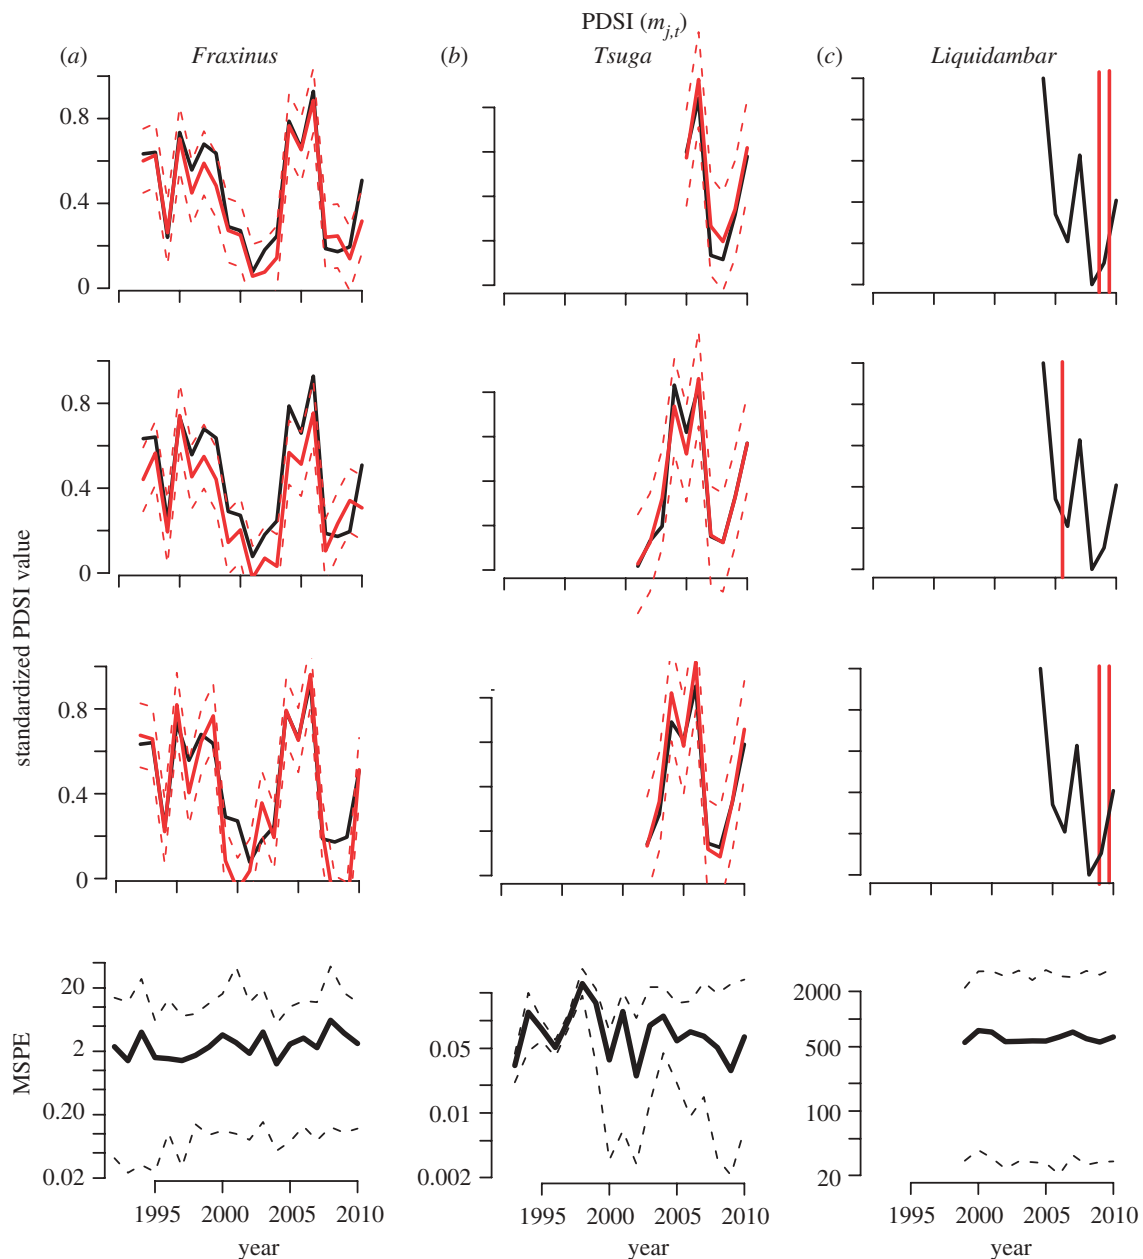 PDSI (m_{j,t})
(a) Fraxinus
(b) Tsuga
(c) Liquidambar
standardized PDSI value
0.8
0.4
0
0.8
0.4
0
0.8
0.4
0
MSPE
20
2
0.20
0.02
0.05
0.01
0.002
2000
500
100
20
1995 2000 2005 2010
1995 2000 2005 2010
1995 2000 2005 2010
year
year
year